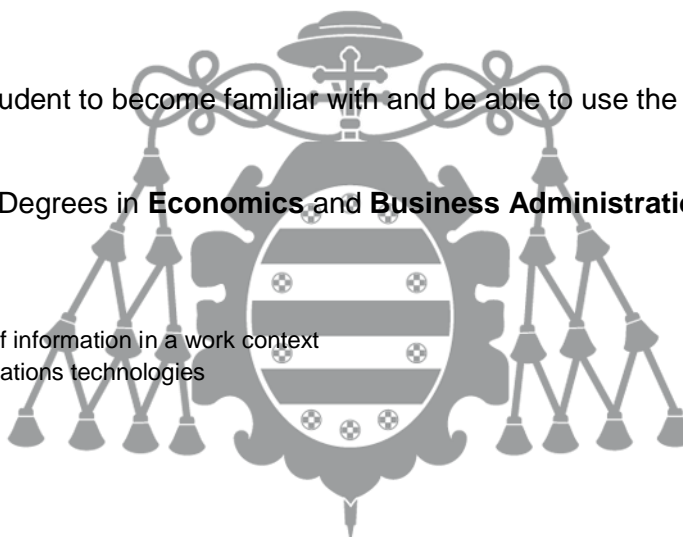 udent to become familiar with and be able to use the
Degrees in Economics and Business Administratio
f information in a work context
ations technologies